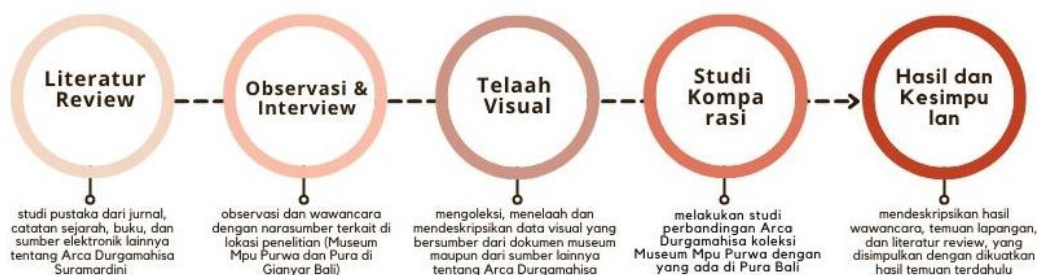 Literatur
Review
studi pustaka dari jurnal,
catatan sejarah, buku, dan
sumber elektronik lainnya
tentang Arca Durgamahisa
Suramardini
Observasi &
Interview
observasi dan wawancara
dengan narasumber terkait di
lokasi penelitian (Museum
Mpu Purwa dan Pura di
Gianyar Bali)
Telaah
Visual
mengoleksi, menelaah dan
mendeskripsikan data visual yang
bersumber dari dokumen museum
maupun dari sumber lainnya
tentang Arca Durgamahisa
Studi
Kompa
rasi
melakukan studi
perbandingan Arca
Durgamahisa koleksi
Museum Mpu Purwa dengan
yang ada di Pura Bali
Hasil dan
Kesimpu
lan
mendeskripsikan hasil
wawancara, temuan lapangan,
dan literatur review, yang
disimpulkan dengan dikuatkan
hasil temuan terdahulu